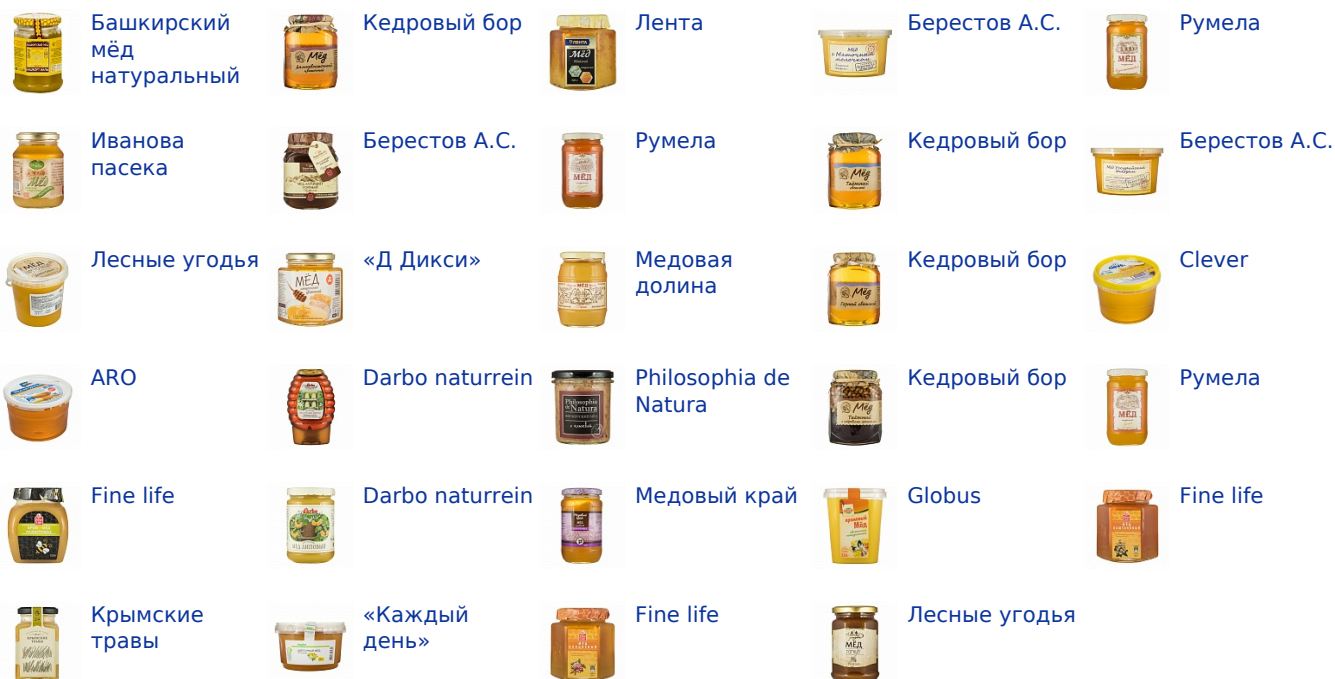 Башкирский
мёд
натуральный
Кедровый бор
Лента
Берестов А.С.
Румела
Иванова
пасека
Берестов А.С.
Румела
Кедровый бор
Берестов А.С.
Лесные угодья
«Д Дикси»
Медовая
долина
Кедровый бор
Clever
ARO
Darbo naturrein
Philosophia de
Natura
Кедровый бор
Румела
Fine life
Darbo naturrein
Медовый край
Globus
Fine life
Крымские
травы
«Каждый
день»
Fine life
Лесные угодья